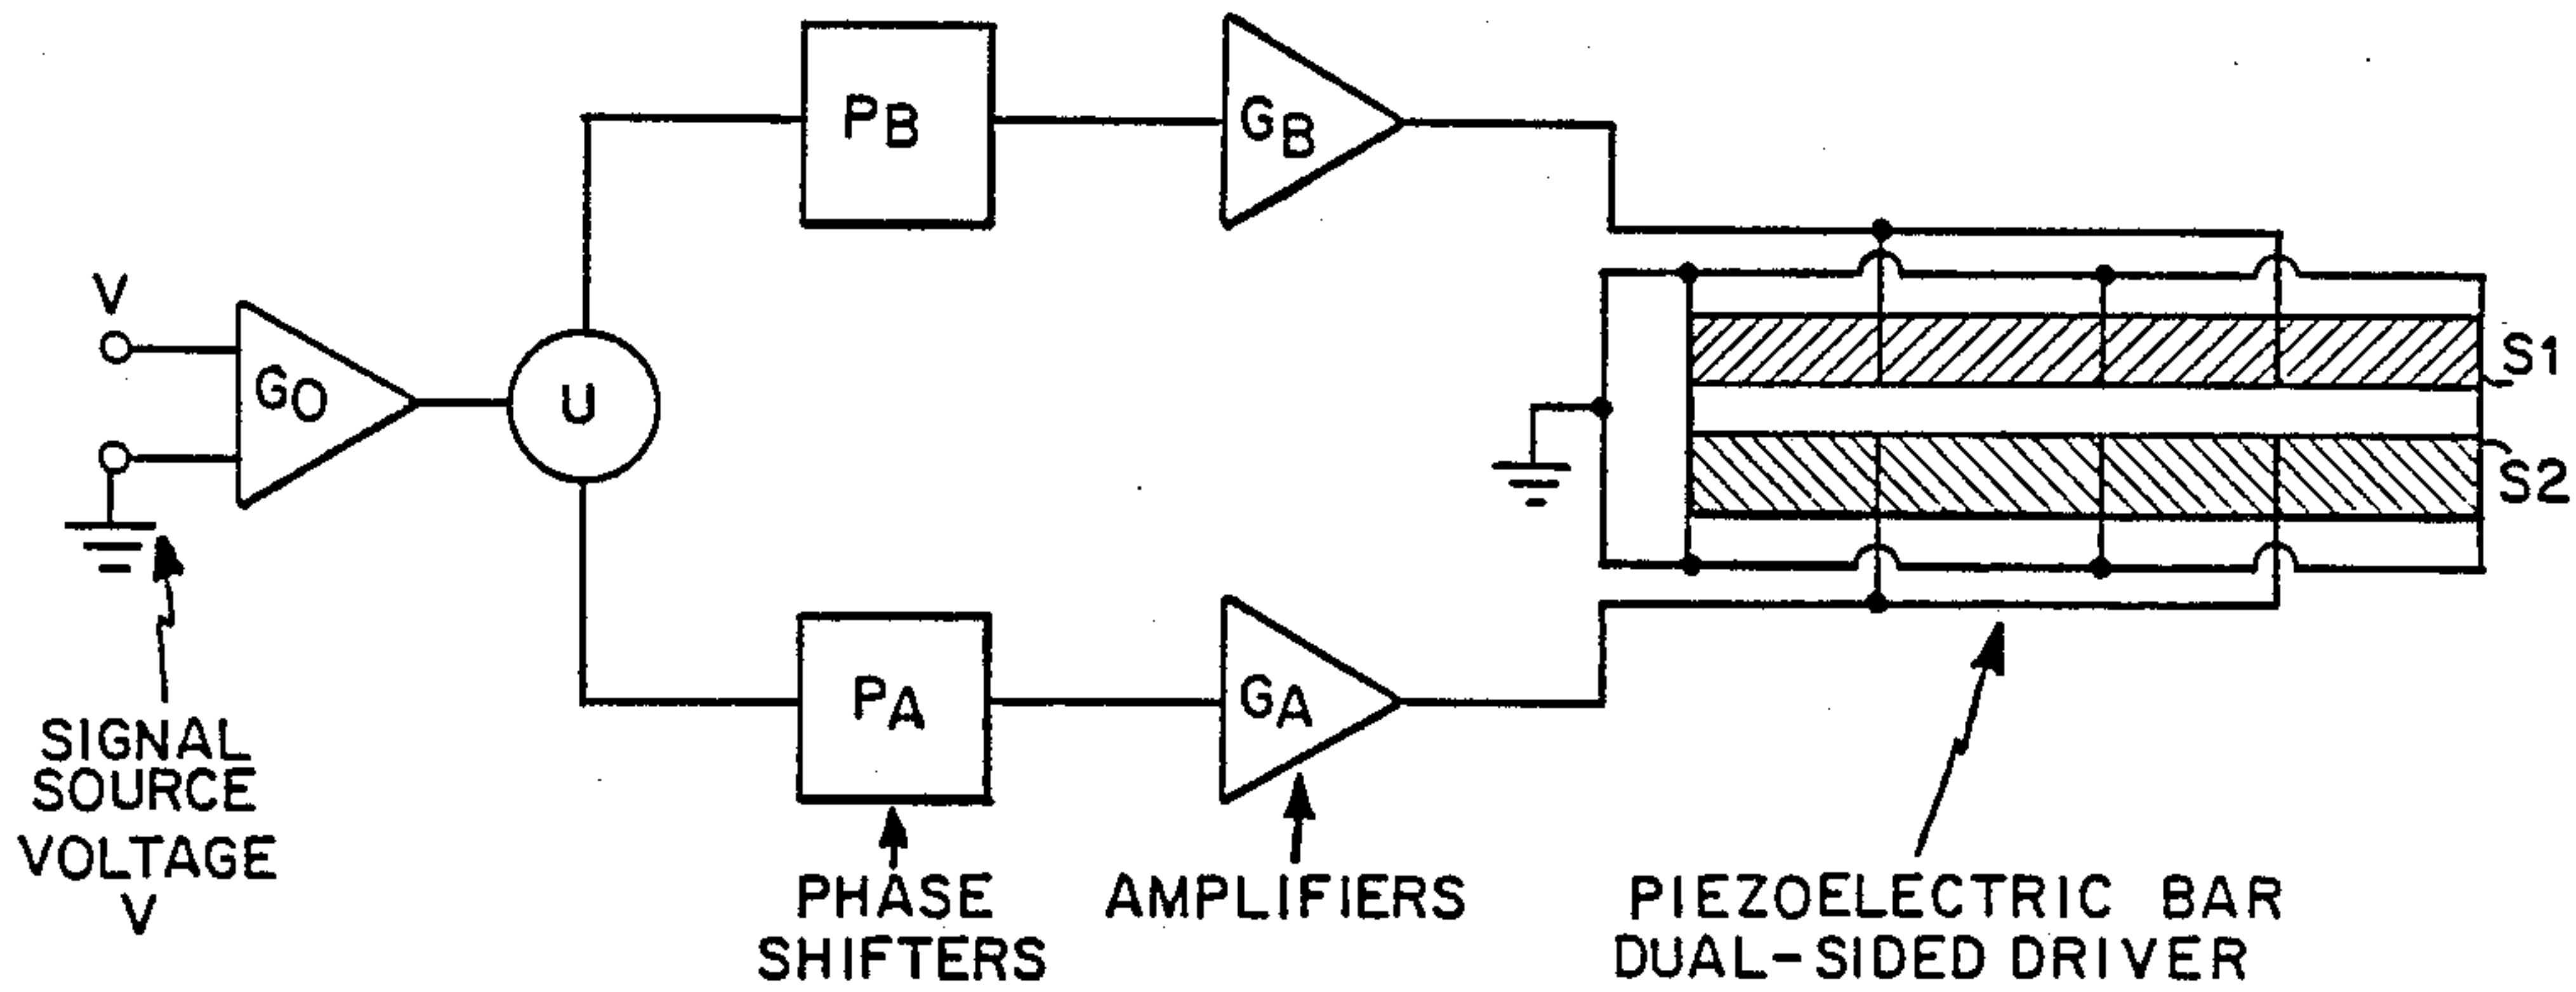 PB
GB
V
GO
U
S1
S2
PA
GA
SIGNAL
SOURCE
VOLTAGE
V
PHASE
SHIFTERS
AMPLIFIERS
PIEZOELECTRIC BAR
DUAL-SIDED DRIVER